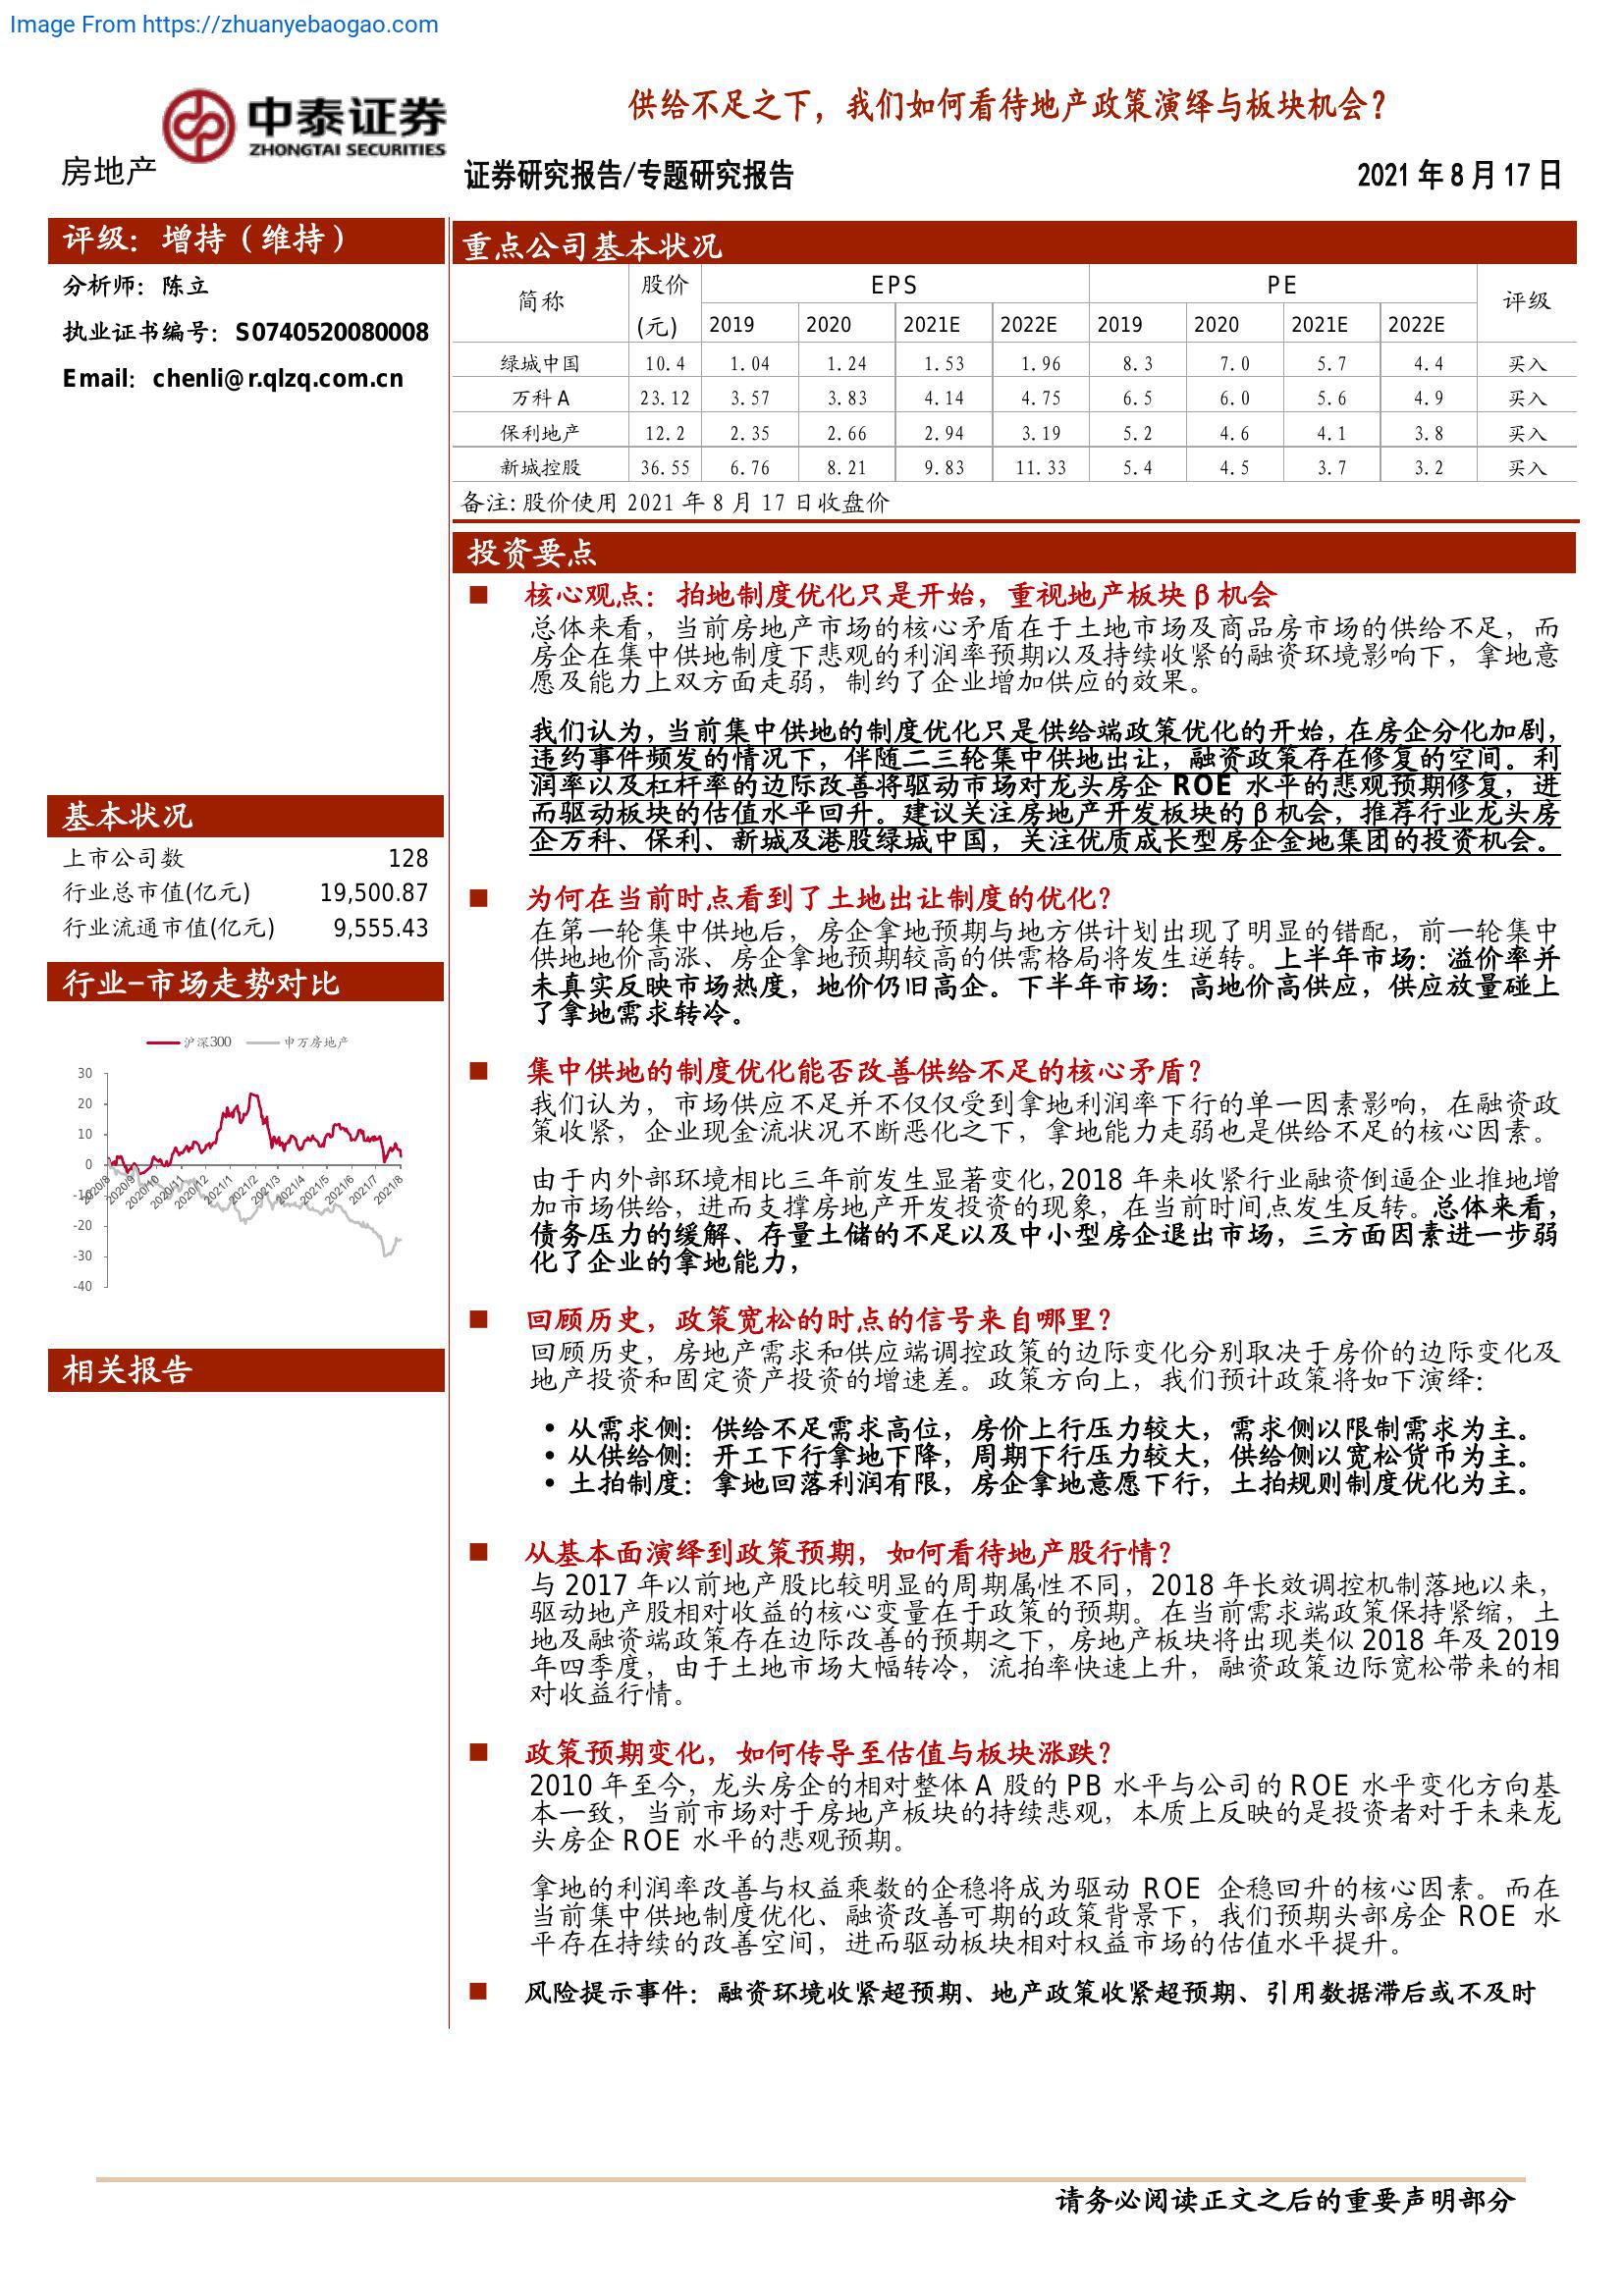 Image From https://zhuanyebaogao.com
中泰证券
ZHONGTAI SECURITIES
房地产
供给不足之下，我们如何看待地产政策演绎与板块机会？
证券研究报告/专题研究报告
2021 年 8 月 17 日
评级：增持（维持）
分析师：陈立
执业证书编号：S0740520080008
Email：chenli@r.qlzq.com.cn
基本状况
上市公司数 128
行业总市值(亿元) 19,500.87
行业流通市值(亿元) 9,555.43
行业-市场走势对比
沪深300 申万房地产
30
20
10
0
-10
-20
-30
-40
2020/8 2020/9 2020/10 2020/11 2020/12 2021/1 2021/2 2021/3 2021/4 2021/5 2021/6 2021/7 2021/8
相关报告
重点公司基本状况
简称 股价 EPS PE 评级
(元) 2019 2020 2021E 2022E 2019 2020 2021E 2022E
绿城中国 10.4 1.04 1.24 1.53 1.96 8.3 7.0 5.7 4.4 买入
万科 A 23.12 3.57 3.83 4.14 4.75 6.5 6.0 5.6 4.9 买入
保利地产 12.2 2.35 2.66 2.94 3.19 5.2 4.6 4.1 3.8 买入
新城控股 36.55 6.76 8.21 9.83 11.33 5.4 4.5 3.7 3.2 买入
备注:股价使用 2021 年 8 月 17 日收盘价
投资要点
■ 核心观点：拍地制度优化只是开始，重视地产板块 β 机会
总体来看，当前房地产市场的核心矛盾在于土地市场及商品房市场的供给不足，而
房企在集中供地制度下悲观的利润率预期以及持续收紧的融资环境影响下，拿地意
愿及能力上双方面走弱，制约了企业增加供应的效果。
我们认为，当前集中供地的制度优化只是供给端政策优化的开始，在房企分化加剧，
违约事件频发的情况下，伴随二三轮集中供地出让，融资政策存在修复的空间。利
润率以及杠杆率的边际改善将驱动市场对龙头房企 ROE 水平的悲观预期修复，进
而驱动板块的估值水平回升。建议关注房地产开发板块的 β 机会，推荐行业龙头房
企万科、保利、新城及港股绿城中国，关注优质成长型房企金地集团的投资机会。
■ 为何在当前时点看到了土地出让制度的优化？
在第一轮集中供地后，房企拿地预期与地方供计划出现了明显的错配，前一轮集中
供地地价高涨、房企拿地预期较高的供需格局将发生逆转。上半年市场：溢价率并
未真实反映市场热度，地价仍旧高企。下半年市场：高地价高供应，供应放量碰上
了拿地需求转冷。
■ 集中供地的制度优化能否改善供给不足的核心矛盾？
我们认为，市场供应不足并不仅仅受到拿地利润率下行的单一因素影响，在融资政
策收紧，企业现金流状况不断恶化之下，拿地能力走弱也是供给不足的核心因素。
由于内外部环境相比三年前发生显著变化，2018 年来收紧行业融资倒逼企业推地增
加市场供给，进而支撑房地产开发投资的现象，在当前时间点发生反转。总体来看，
债务压力的缓解、存量土储的不足以及中小型房企退出市场，三方面因素进一步弱
化了企业的拿地能力，
■ 回顾历史，政策宽松的时点的信号来自哪里？
回顾历史，房地产需求和供应端调控政策的边际变化分别取决于房价的边际变化及
地产投资和固定资产投资的增速差。政策方向上，我们预计政策将如下演绎：
• 从需求侧：供给不足需求高位，房价上行压力较大，需求侧以限制需求为主。
• 从供给侧：开工下行拿地下降，周期下行压力较大，供给侧以宽松货币为主。
• 土拍制度：拿地回落利润有限，房企拿地意愿下行，土拍规则制度优化为主。
■ 从基本面演绎到政策预期，如何看待地产股行情？
与 2017 年以前地产股比较明显的周期属性不同，2018 年长效调控机制落地以来，
驱动地产股相对收益的核心变量在于政策的预期。在当前需求端政策保持紧缩，土
地及融资端政策存在边际改善的预期之下，房地产板块将出现类似 2018 年及 2019
年四季度，由于土地市场大幅转冷，流拍率快速上升，融资政策边际宽松带来的相
对收益行情。
■ 政策预期变化，如何传导至估值与板块涨跌？
2010 年至今，龙头房企的相对整体 A 股的 PB 水平与公司的 ROE 水平变化方向基
本一致，当前市场对于房地产板块的持续悲观，本质上反映的是投资者对于未来龙
头房企 ROE 水平的悲观预期。
拿地的利润率改善与权益乘数的企稳将成为驱动 ROE 企稳回升的核心因素。而在
当前集中供地制度优化、融资改善可期的政策背景下，我们预期头部房企 ROE 水
平存在持续的改善空间，进而驱动板块相对权益市场的估值水平提升。
■ 风险提示事件：融资环境收紧超预期、地产政策收紧超预期、引用数据滞后或不及时
请务必阅读正文之后的重要声明部分